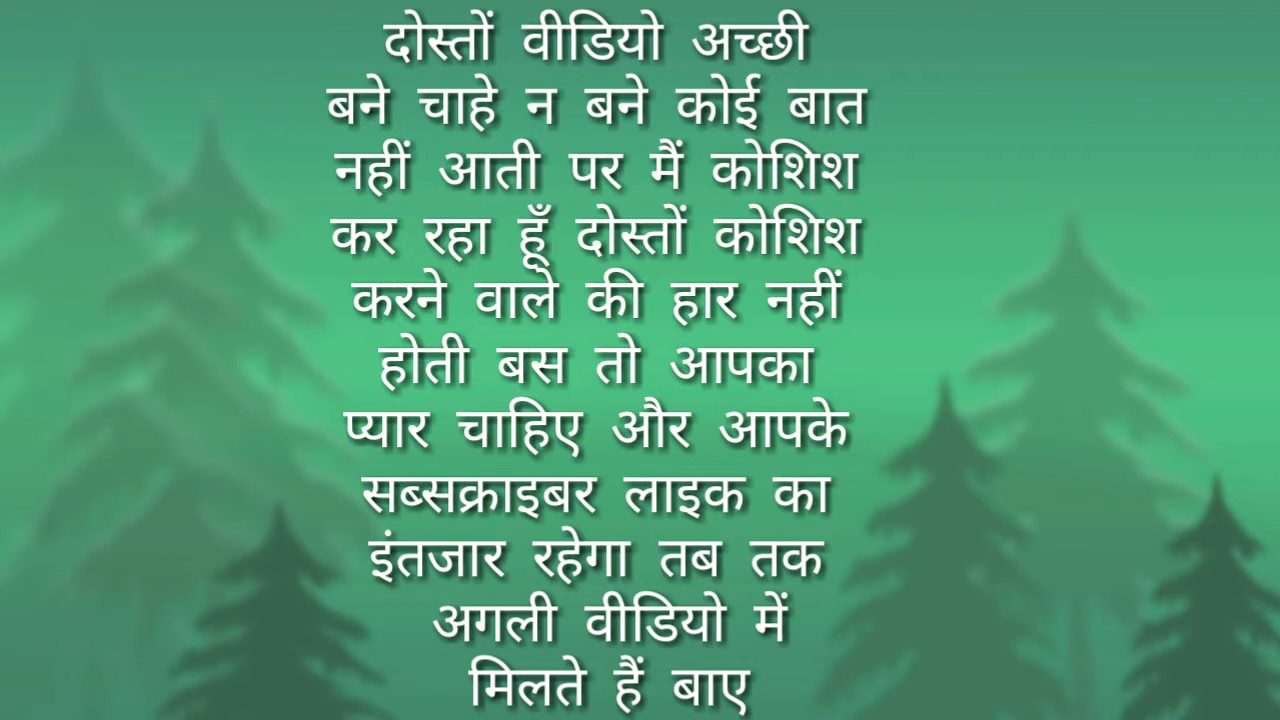 दोस्तों वीडियो अच्छी
बने चाहे न बने कोई बात
नहीं आती पर मैं कोशिश
कर रहा हूँ दोस्तों कोशिश
करने वाले की हार नहीं
होती बस तो आपका
प्यार चाहिए और आपके
सब्सक्राइबर लाइक का
इंतजार रहेगा तब तक
अगली वीडियो में
मिलते हैं बाए